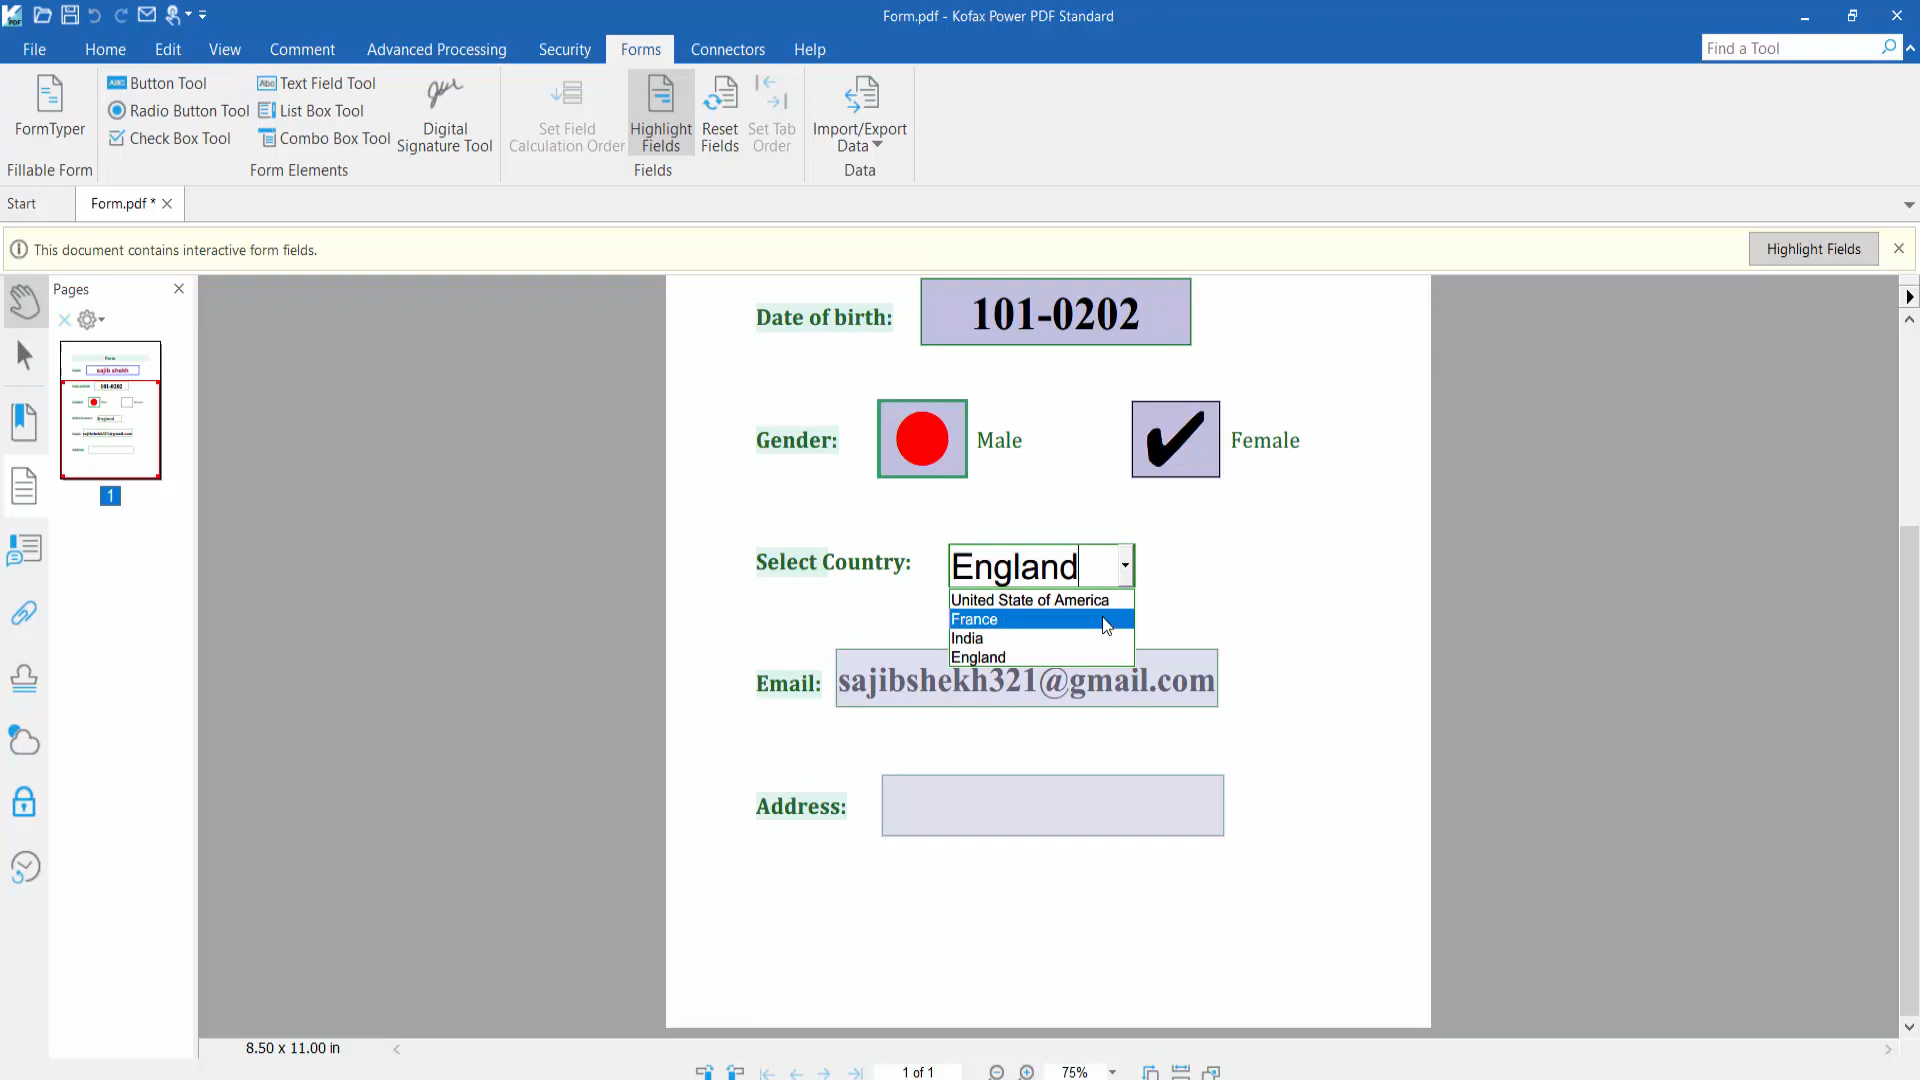 Form.pdf - Kofax Power PDF Standard
File Home Edit View Comment Advanced Processing Security Forms Connectors Help
Find a Tool
FormTyper
Fillable Form
Button Tool
Radio Button Tool
Check Box Tool
Text Field Tool
List Box Tool
Combo Box Tool
Digital
Signature Tool
Form Elements
Set Field
Calculation Order
Highlight
Fields
Reset
Fields
Set Tab
Order
Fields
Import/Export
Data
Data
Start
Form.pdf *
This document contains interactive form fields.
Highlight Fields
Pages
1
Date of birth: 101-0202
Gender: Male Female
Select Country: England
United State of America
France
India
England
Email: sajibshekh321@gmail.com
Address:
8.50 x 11.00 in
1 of 1
75%